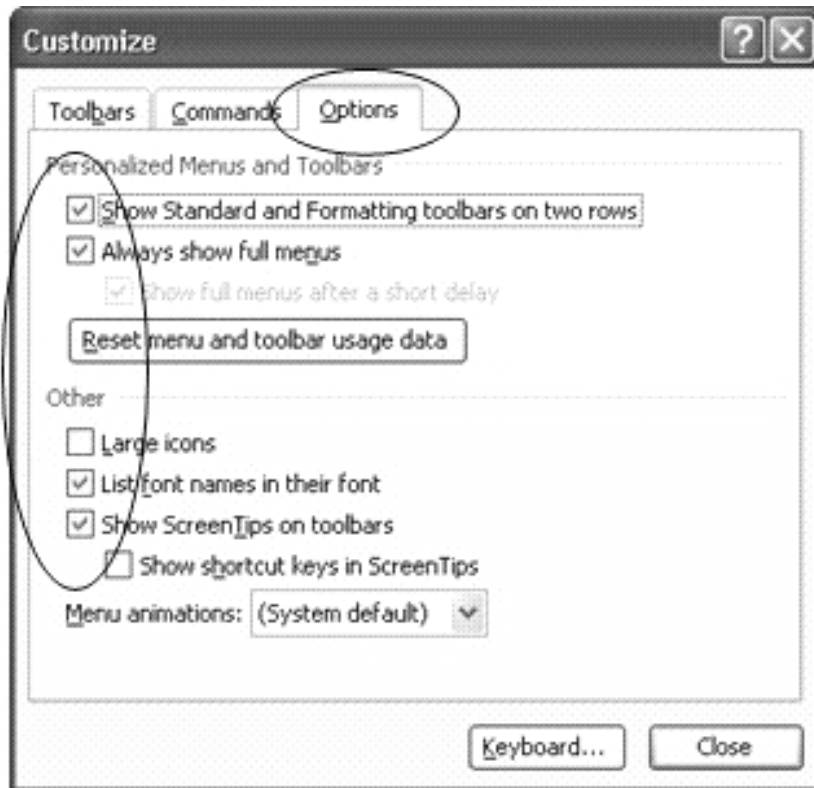 Customize
Toolbars Commands Options
Personalized Menus and Toolbars
Show Standard and Formatting toolbars on two rows
Always show full menus
Show full menus after a short delay
Reset menu and toolbar usage data
Other
Large icons
List font names in their font
Show ScreenTips on toolbars
Show shortcut keys in ScreenTips
Menu animations: (System default)
Keyboard... Close